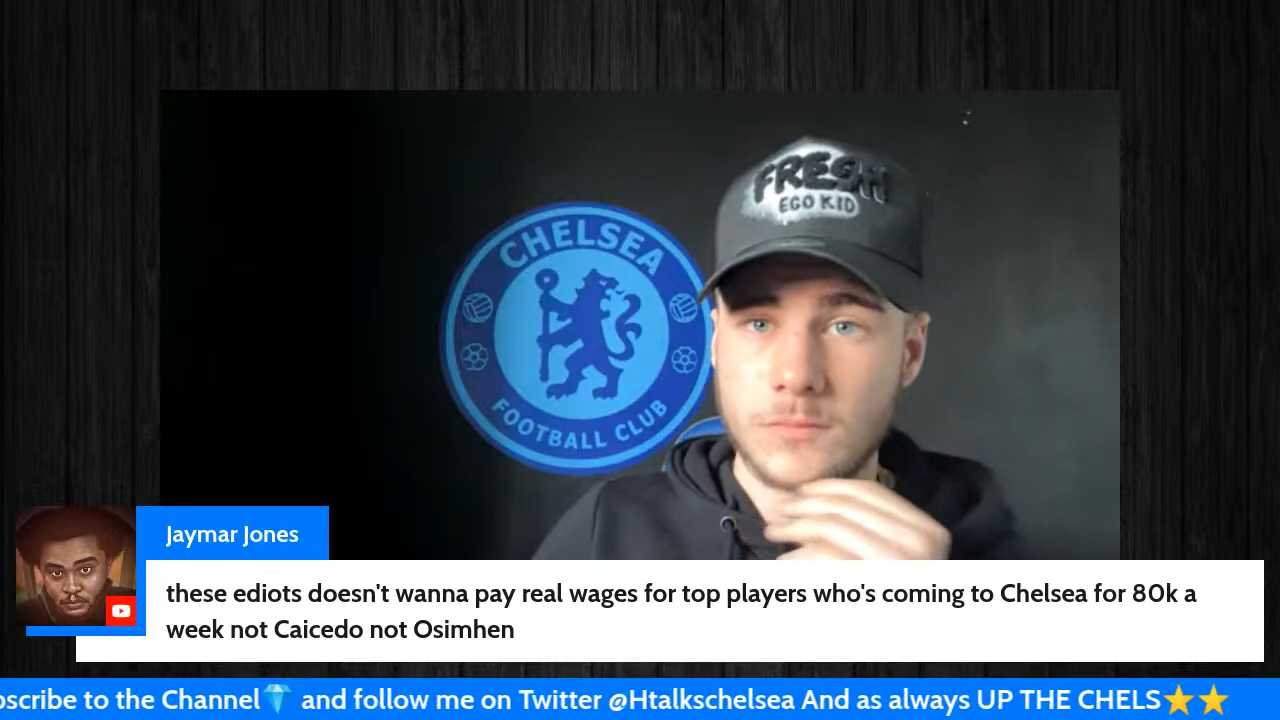 FRESH
EGO KID
CHELSEA
FOOTBALL CLUB
Jaymar Jones
these ediots doesn't wanna pay real wages for top players who's coming to Chelsea for 80k a
week not Caicedo not Osimhen
bscribe to the Channel💎 and follow me on Twitter @Htalkschelsea And as always UP THE CHELS⭐⭐